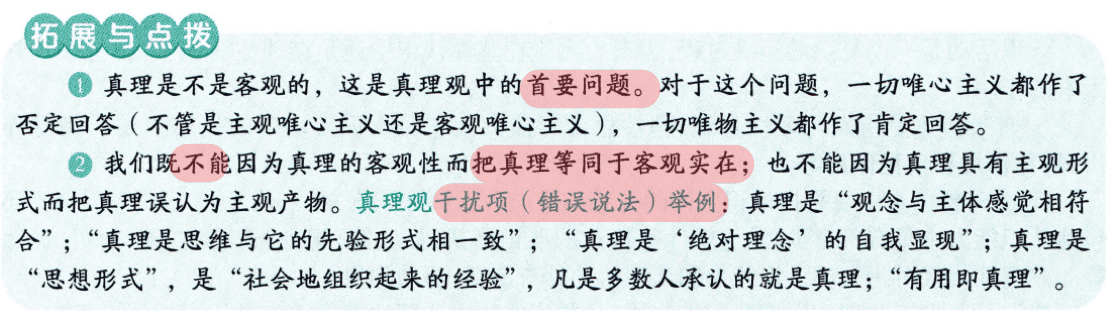 拓展与点拨
❶ 真理是不是客观的，这是真理观中的首要问题。对于这个问题，一切唯心主义都作了
否定回答（不管是主观唯心主义还是客观唯心主义），一切唯物主义都作了肯定回答。
❷ 我们既不能因为真理的客观性而把真理等同于客观实在；也不能因为真理具有主观形
式而把真理误认为主观产物。真理观干扰项（错误说法）举例：真理是“观念与主体感觉相符
合”；“真理是思维与它的先验形式相一致”；“真理是‘绝对理念’的自我显现”；真理是
“思想形式”，是“社会地组织起来的经验”，凡是多数人承认的就是真理；“有用即真理”。